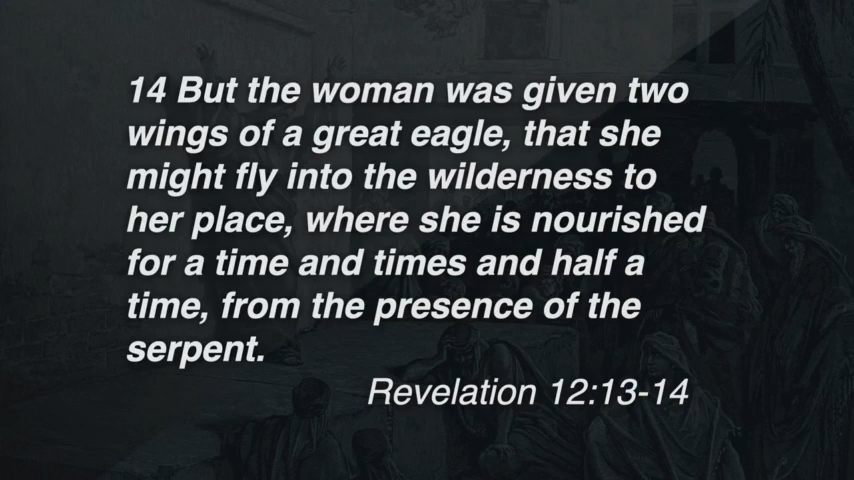 14 But the woman was given two
wings of a great eagle, that she
might fly into the wilderness to
her place, where she is nourished
for a time and times and half a
time, from the presence of the
serpent.
Revelation 12:13-14